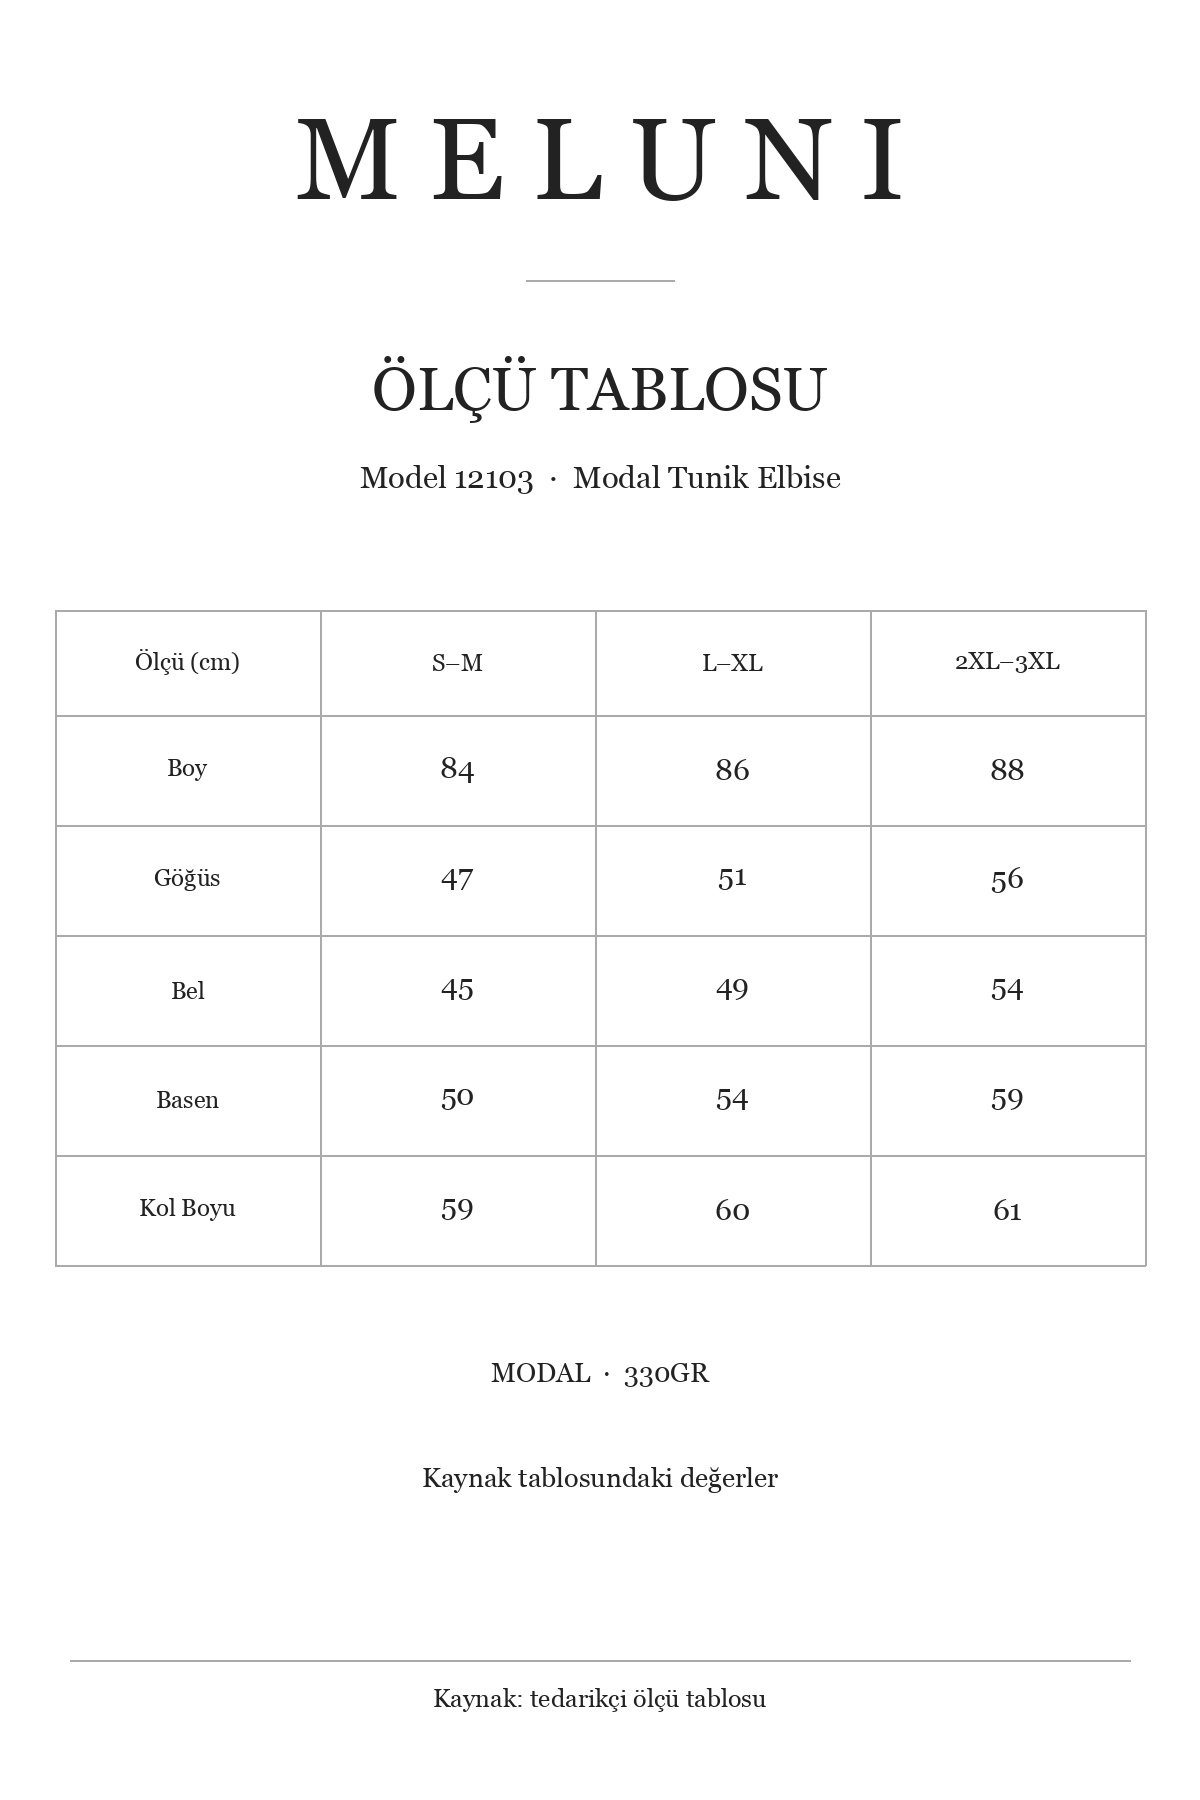 MELUNI
ÖLÇÜ TABLOSU
Model 12103 · Modal Tunik Elbise
Ölçü (cm) S–M L–XL 2XL–3XL
Boy 84 86 88
Göğüs 47 51 56
Bel 45 49 54
Basen 50 54 59
Kol Boyu 59 60 61
MODAL · 330GR
Kaynak tablosundaki değerler
Kaynak: tedarikçi ölçü tablosu